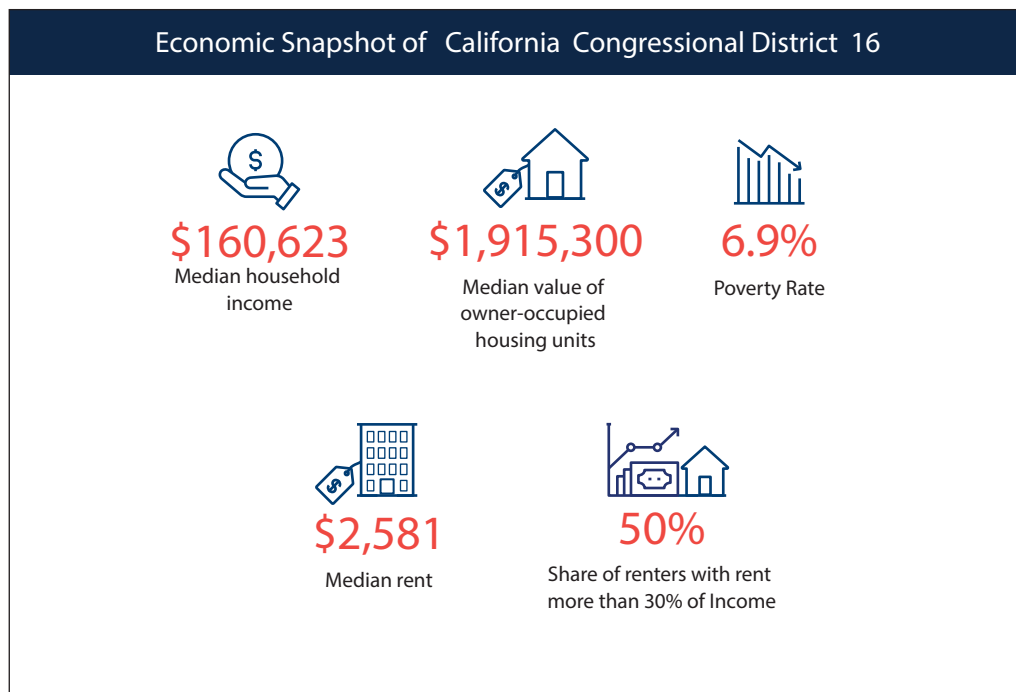 Economic Snapshot of California Congressional District 16
$
$
$160,623
Median household
income
$1,915,300
Median value of
owner-occupied
housing units
6.9%
Poverty Rate
$
$2,581
Median rent
50%
Share of renters with rent
more than 30% of Income